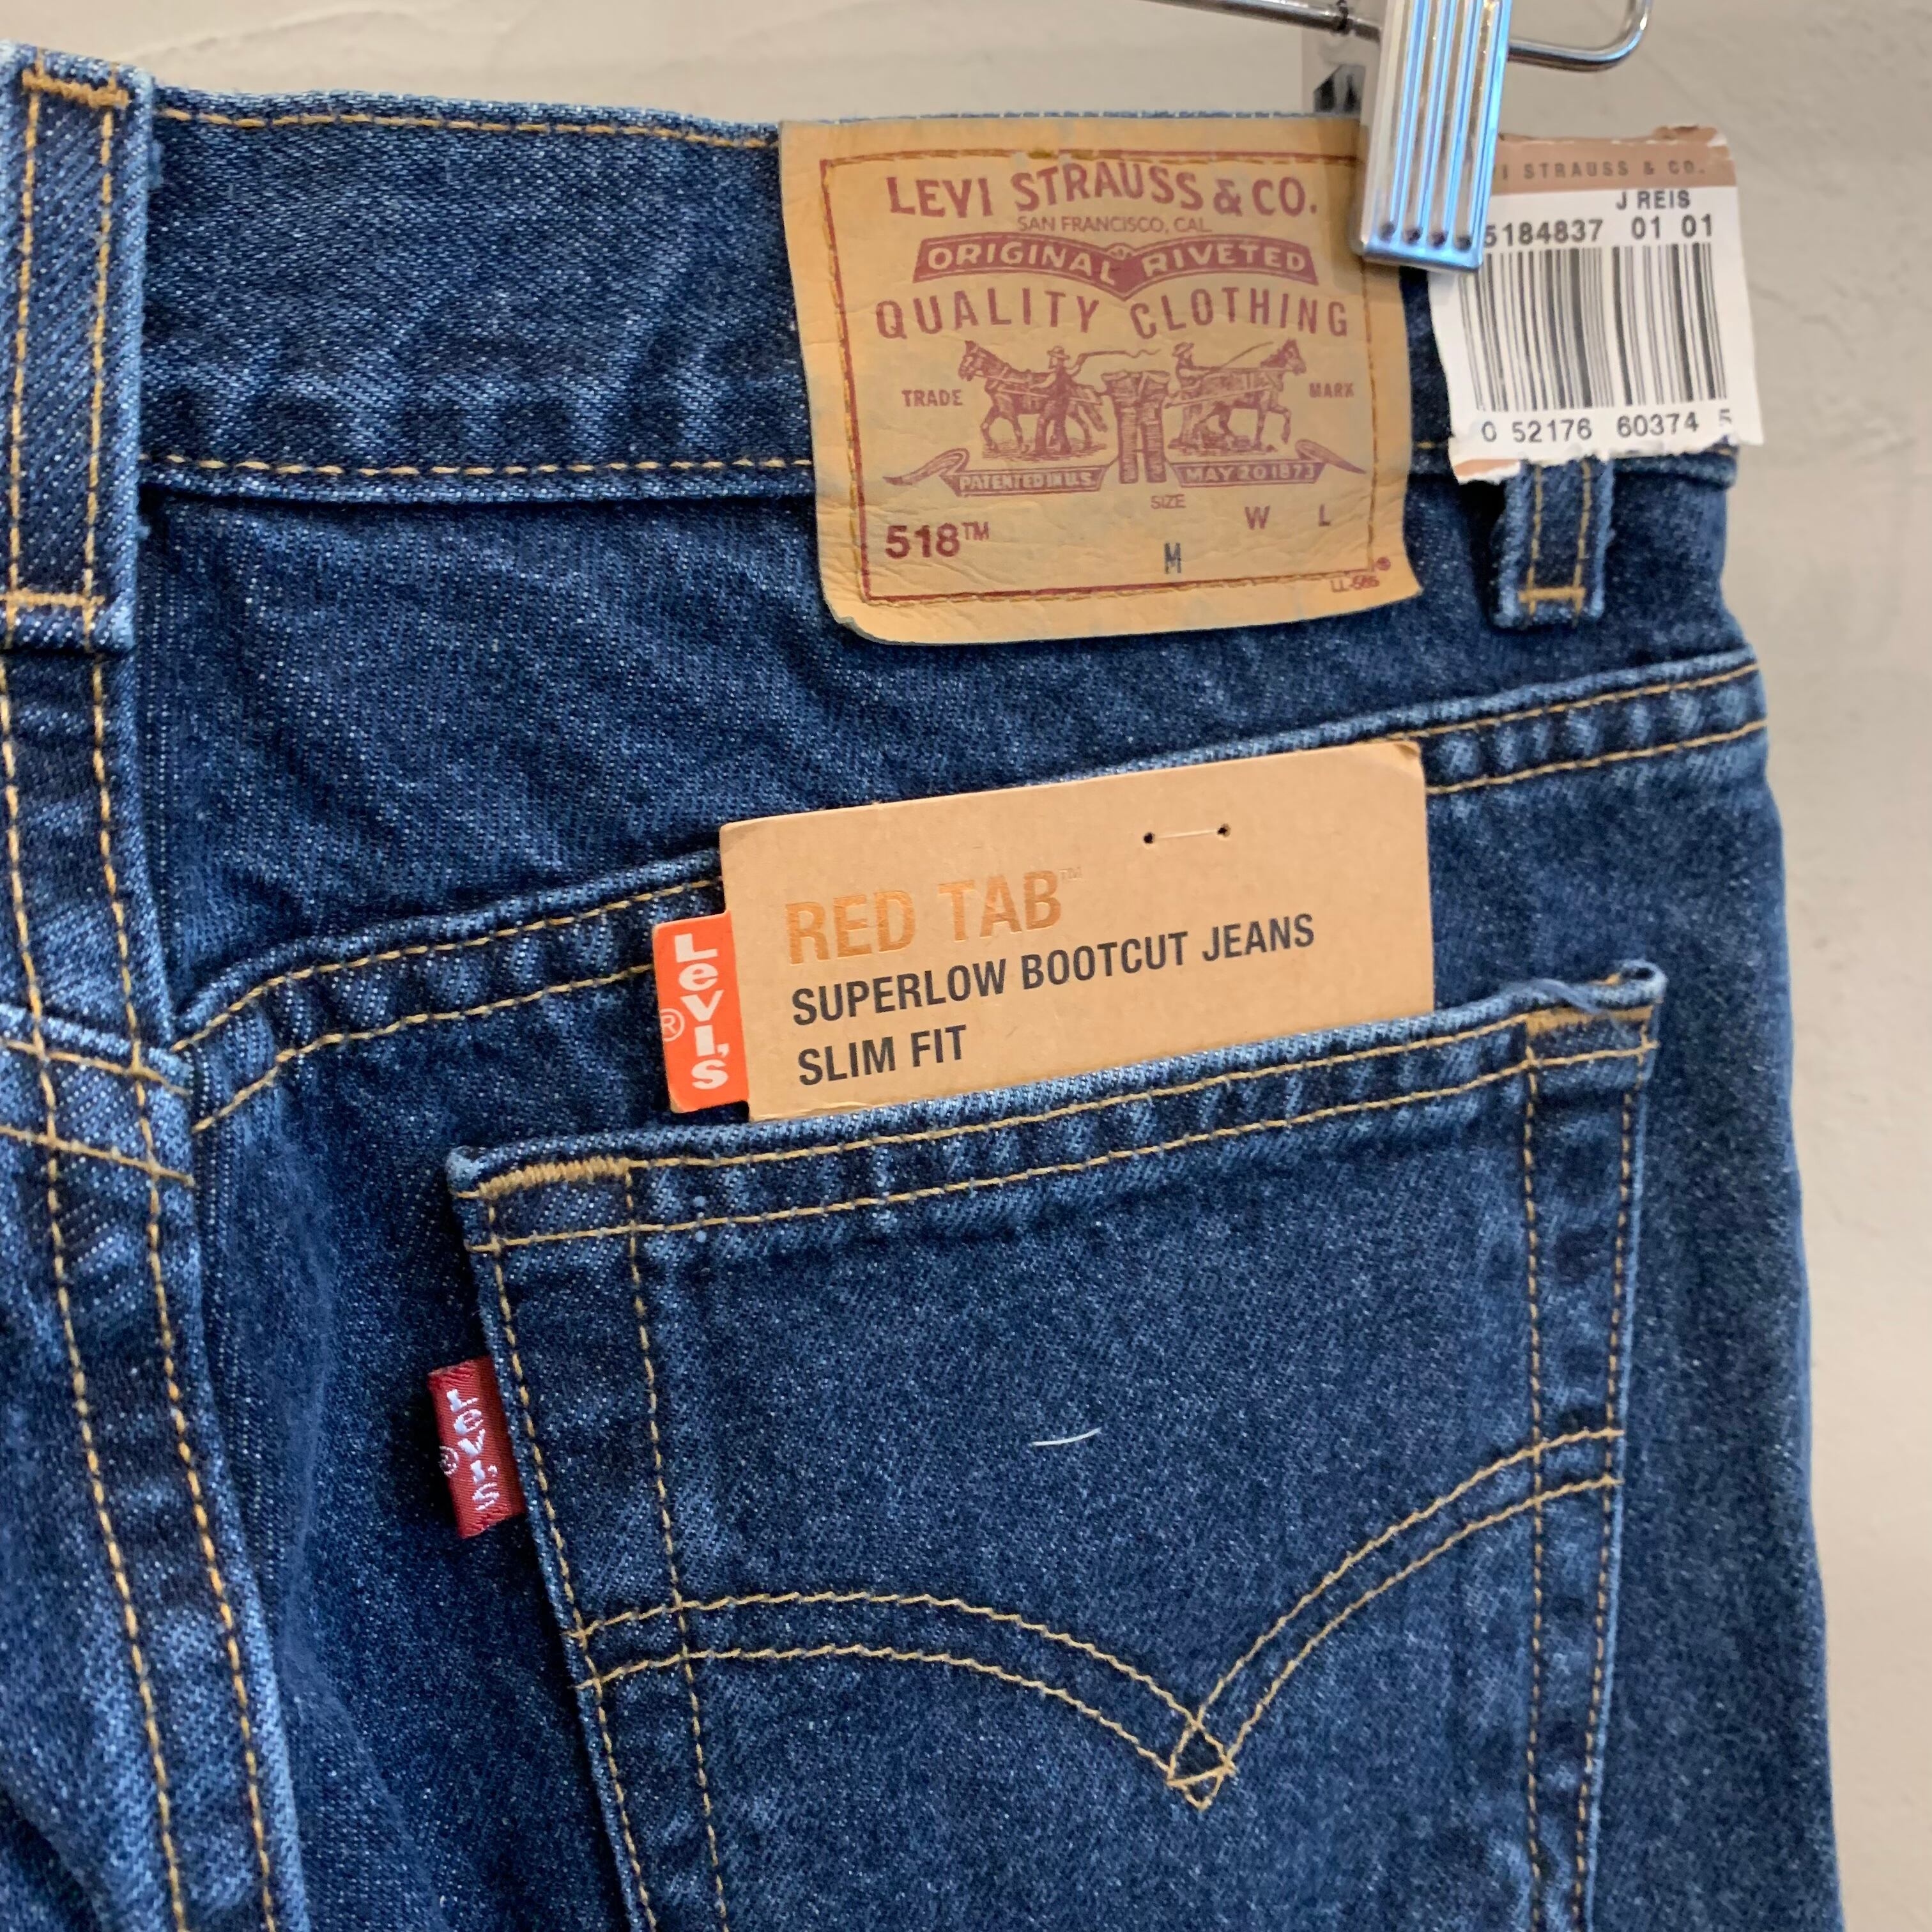 LEVI STRAUSS & CO.
SAN FRANCISCO, CAL.
ORIGINAL RIVETED
QUALITY CLOTHING
TRADE MARK
PATENTED IN U.S. MAY 20 1873
SIZE
W L
518™
M
®
VI STRAUSS & CO.
J REIS
5184837 01 01
0 52176 60374 5
RED TAB™
SUPERLOW BOOTCUT JEANS
SLIM FIT
Levi's
®
Levi's
®